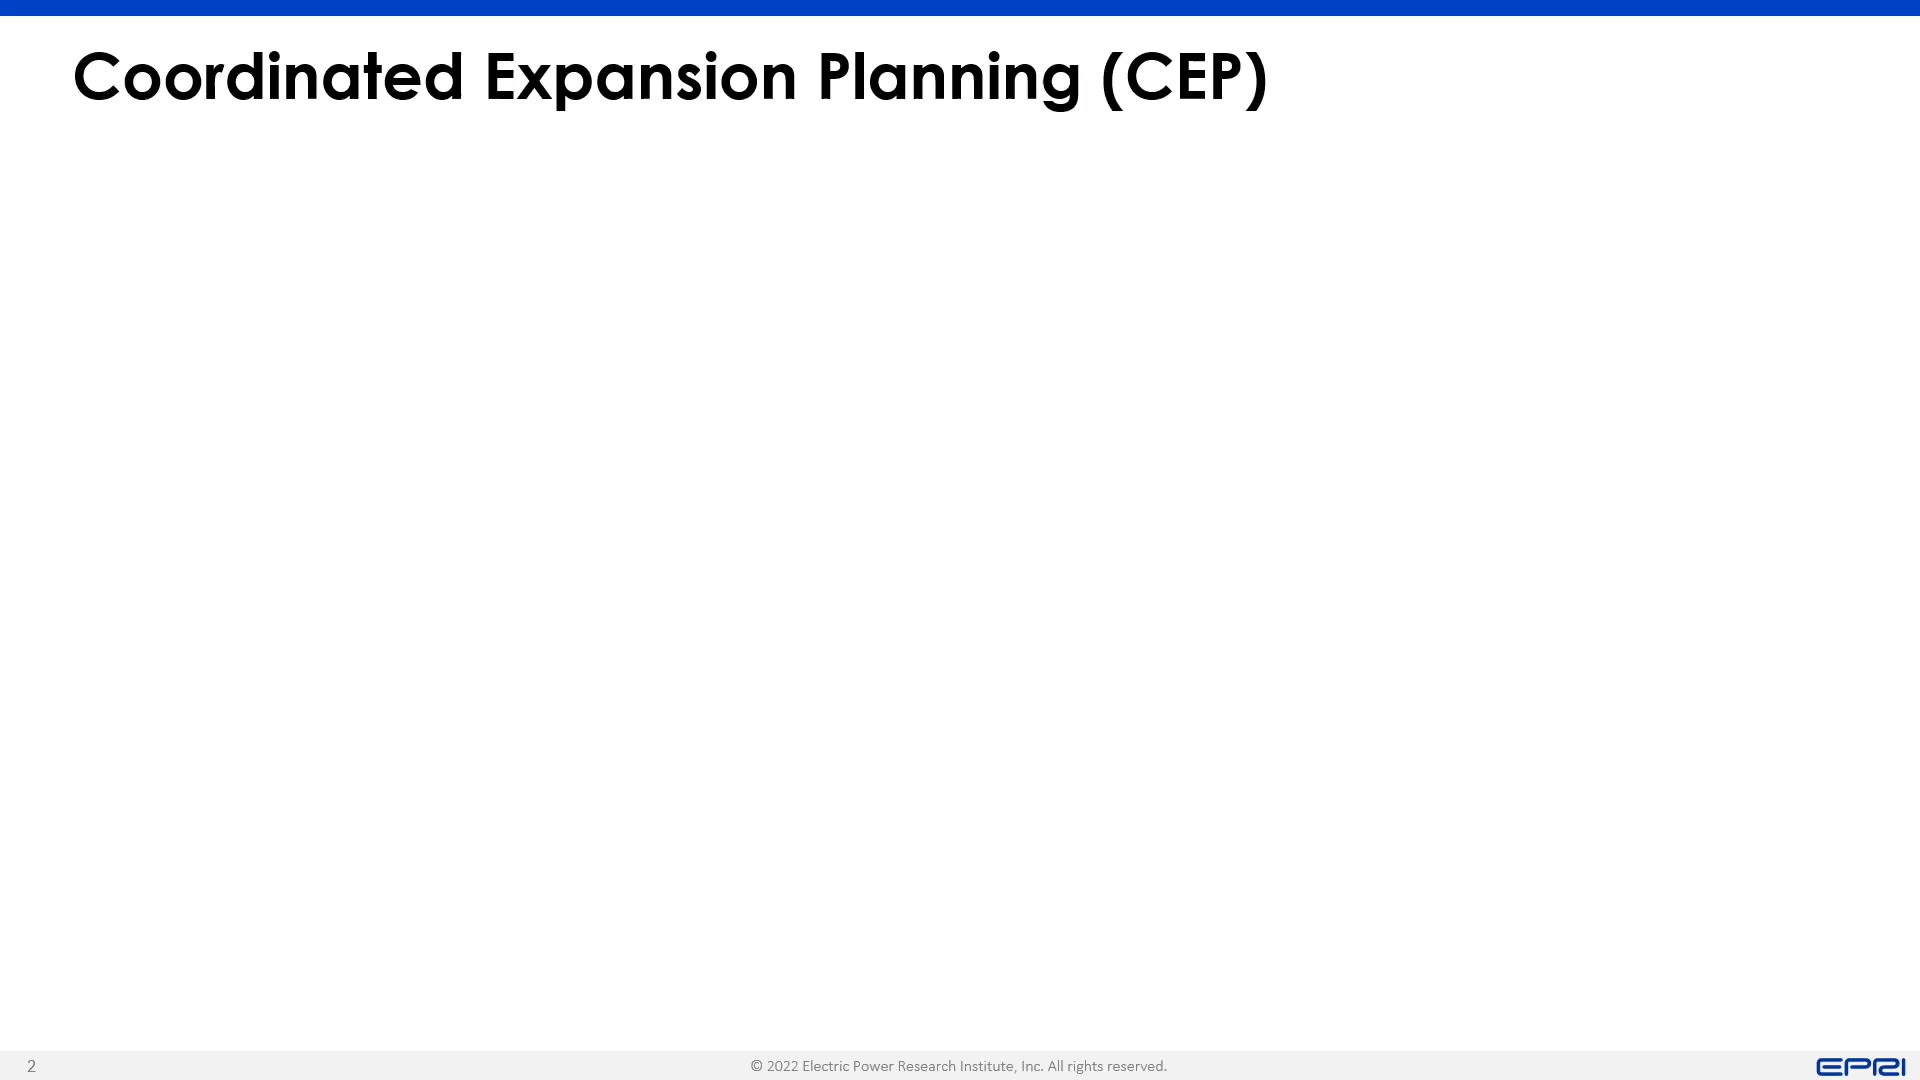 Coordinated Expansion Planning (CEP)
2
© 2022 Electric Power Research Institute, Inc. All rights reserved.
EPRI